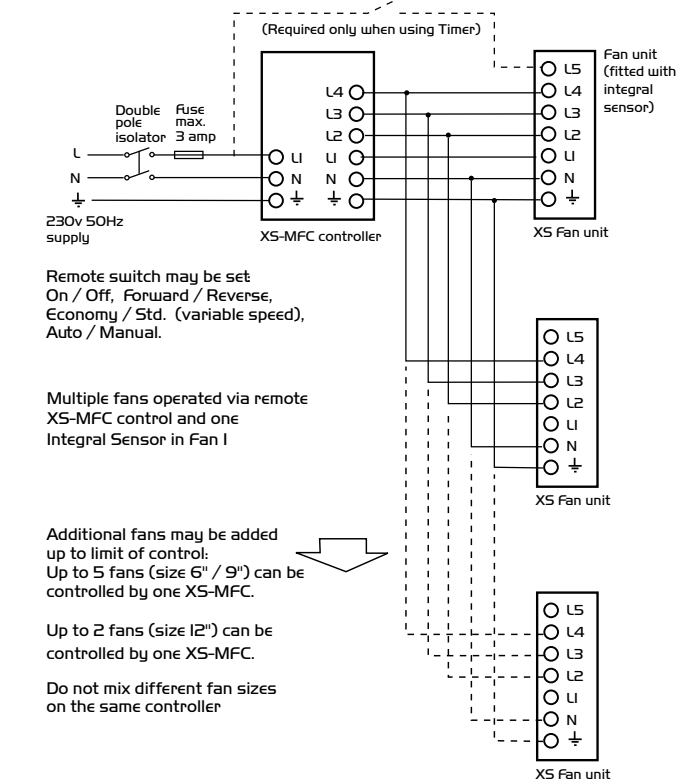 (Required only when using Timer)
Fan unit
(fitted with
integral
sensor)
L5
L4
L3
L2
L1
N
XS Fan unit
L4
L3
L2
L1
N
L1
N
XS-MFC controller
Double
pole
isolator
Fuse
max.
3 amp
L
N
230v 50Hz
supply
Remote switch may be set
On / Off, Forward / Reverse,
Economy / Std. (variable speed),
Auto / Manual.
L5
L4
L3
L2
L1
N
XS Fan unit
Multiple fans operated via remote
XS-MFC control and one
Integral Sensor in Fan 1
Additional fans may be added
up to limit of control:
Up to 5 fans (size 6" / 9") can be
controlled by one XS-MFC.
Up to 2 fans (size 12") can be
controlled by one XS-MFC.
Do not mix different fan sizes
on the same controller
L5
L4
L3
L2
L1
N
XS Fan unit